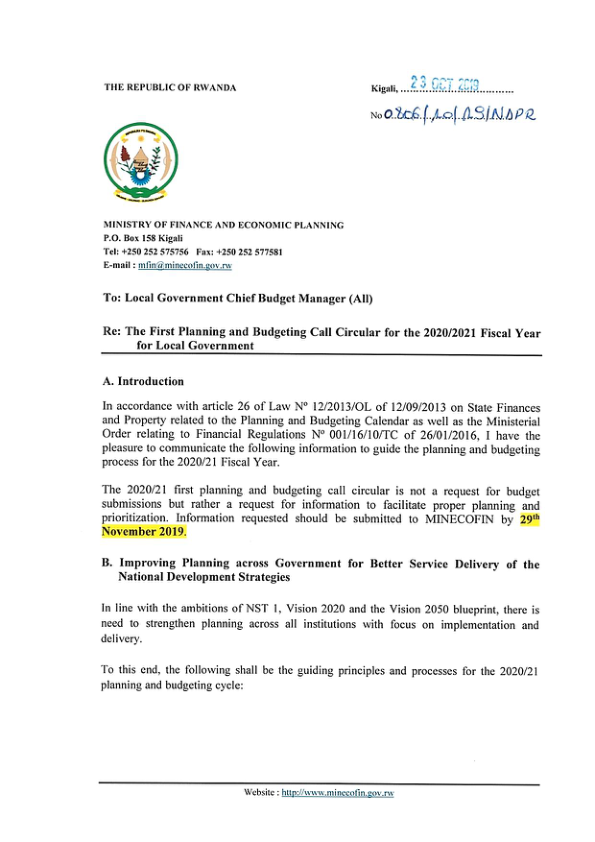 THE REPUBLIC OF RWANDA
Kigali, 23 OCT 2019
MINISTRY OF FINANCE AND ECONOMIC PLANNING
P.O. Box 158 Kigali
Tel: +250 252 575756 Fax: +250 252 577581
E-mail : mfin@minecofin.gov.rw
To: Local Government Chief Budget Manager (All)
Re: The First Planning and Budgeting Call Circular for the 2020/2021 Fiscal Year
for Local Government
A. Introduction
In accordance with article 26 of Law Nº 12/2013/OL of 12/09/2013 on State Finances
and Property related to the Planning and Budgeting Calendar as well as the Ministerial
Order relating to Financial Regulations Nº 001/16/10/TC of 26/01/2016, I have the
pleasure to communicate the following information to guide the planning and budgeting
process for the 2020/21 Fiscal Year.
The 2020/21 first planning and budgeting call circular is not a request for budget
submissions but rather a request for information to facilitate proper planning and
prioritization. Information requested should be submitted to MINECOFIN by 29th
November 2019.
B. Improving Planning across Government for Better Service Delivery of the
National Development Strategies
In line with the ambitions of NST 1, Vision 2020 and the Vision 2050 blueprint, there is
need to strengthen planning across all institutions with focus on implementation and
delivery.
To this end, the following shall be the guiding principles and processes for the 2020/21
planning and budgeting cycle:
Website : http://www.minecofin.gov.rw